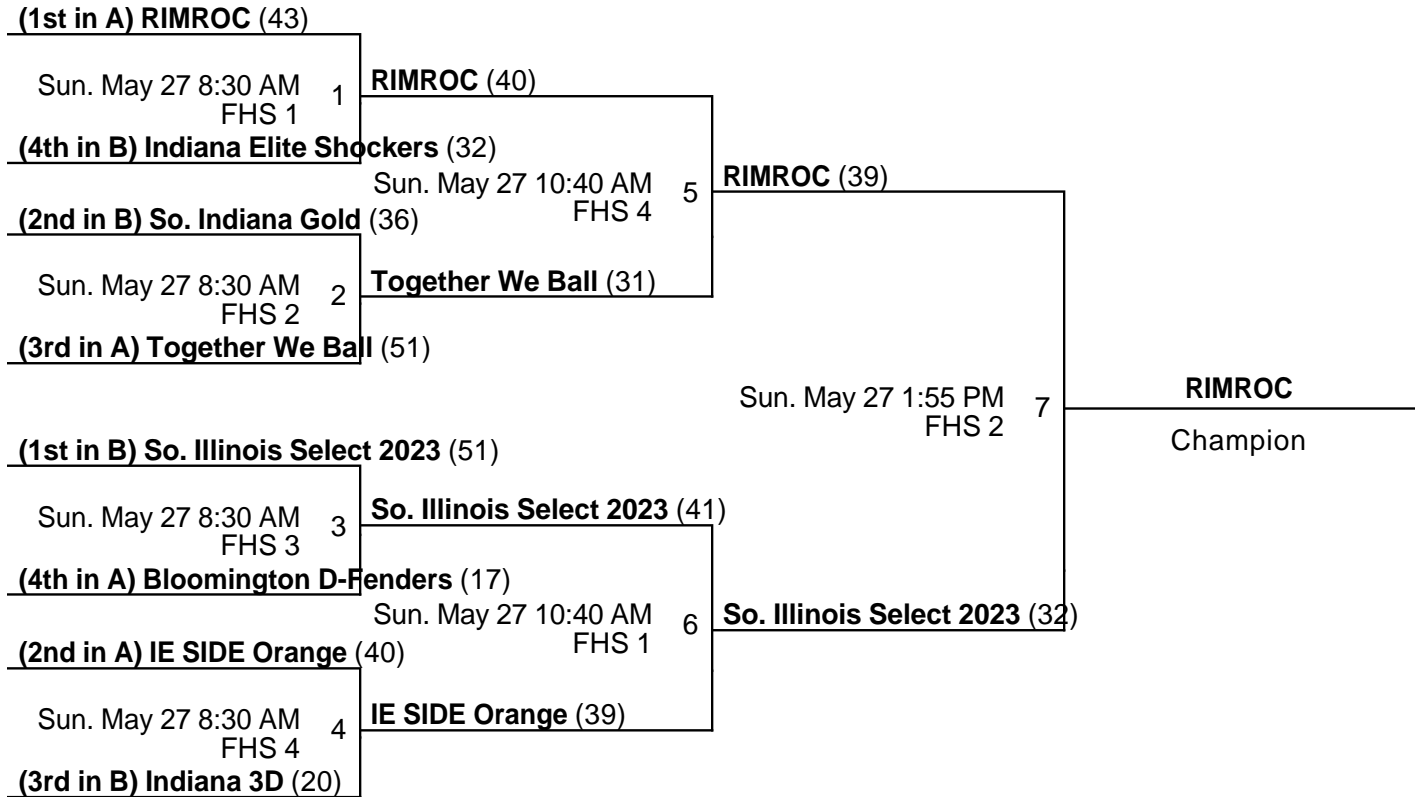 (1st in A) RIMROC (43)
Sun. May 27 8:30 AM
FHS 1
1
(4th in B) Indiana Elite Shockers (32)
(2nd in B) So. Indiana Gold (36)
Sun. May 27 8:30 AM
FHS 2
2
(3rd in A) Together We Ball (51)
(1st in B) So. Illinois Select 2023 (51)
Sun. May 27 8:30 AM
FHS 3
3
(4th in A) Bloomington D-Fenders (17)
(2nd in A) IE SIDE Orange (40)
Sun. May 27 8:30 AM
FHS 4
4
(3rd in B) Indiana 3D (20)
RIMROC (40)
Sun. May 27 10:40 AM
FHS 4
5
Together We Ball (31)
So. Illinois Select 2023 (41)
Sun. May 27 10:40 AM
FHS 1
6
IE SIDE Orange (39)
RIMROC (39)
Sun. May 27 1:55 PM
FHS 2
7
So. Illinois Select 2023 (32)
RIMROC
Champion